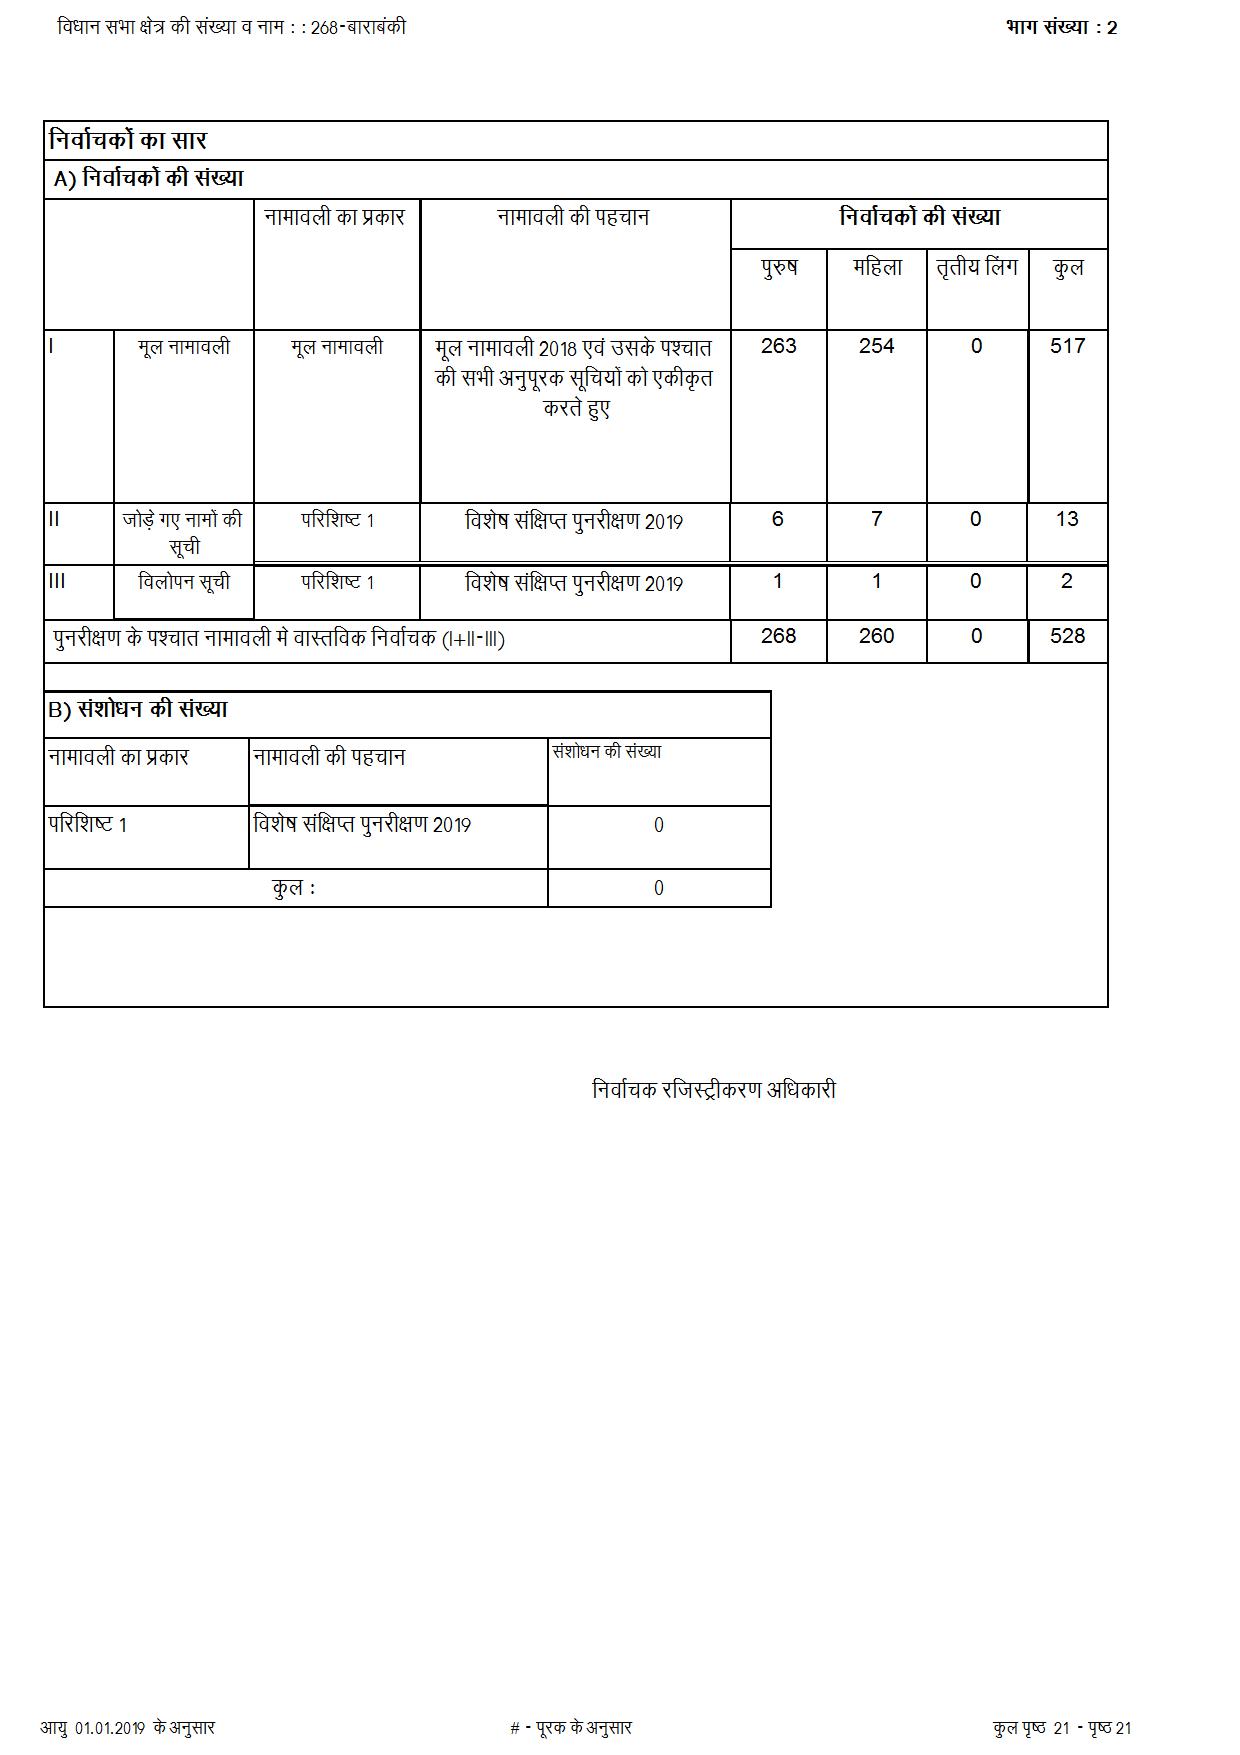 विधान सभा क्षेत्र की संख्या व नाम : : 268-बाराबंकी भाग संख्या : 2
निर्वाचकों का सार
A) निर्वाचकों की संख्या
नामावली का प्रकार नामावली की पहचान निर्वाचकों की संख्या
पुरुष महिला तृतीय लिंग कुल
I मूल नामावली मूल नामावली मूल नामावली 2018 एवं उसके पश्चात 263 254 0 517
की सभी अनुपूरक सूचियों को एकीकृत
करते हुए
II जोड़े गए नामों की परिशिष्ट 1 विशेष संक्षिप्त पुनरीक्षण 2019 6 7 0 13
सूची
III विलोपन सूची परिशिष्ट 1 विशेष संक्षिप्त पुनरीक्षण 2019 1 1 0 2
पुनरीक्षण के पश्चात नामावली मे वास्तविक निर्वाचक (I+II-III) 268 260 0 528
B) संशोधन की संख्या
नामावली का प्रकार नामावली की पहचान संशोधन की संख्या
परिशिष्ट 1 विशेष संक्षिप्त पुनरीक्षण 2019 0
कुल : 0
निर्वाचक रजिस्ट्रीकरण अधिकारी
आयु 01.01.2019 के अनुसार # - पूरक के अनुसार कुल पृष्ठ 21 - पृष्ठ 21